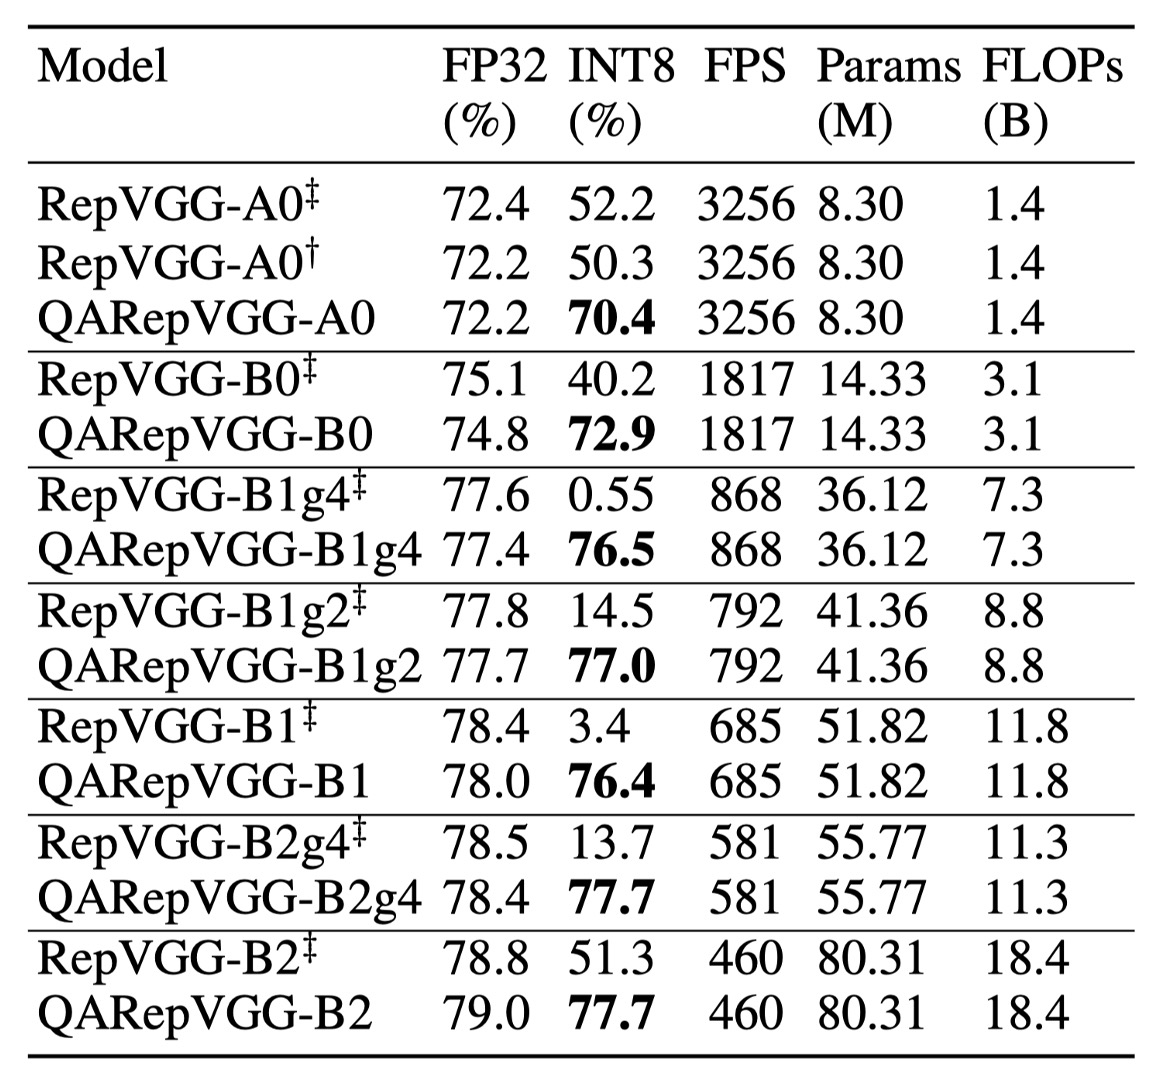 Model FP32 INT8 FPS Params FLOPs
(%) (%) (M) (B)
RepVGG-A0‡ 72.4 52.2 3256 8.30 1.4
RepVGG-A0† 72.2 50.3 3256 8.30 1.4
QARepVGG-A0 72.2 70.4 3256 8.30 1.4
RepVGG-B0‡ 75.1 40.2 1817 14.33 3.1
QARepVGG-B0 74.8 72.9 1817 14.33 3.1
RepVGG-B1g4‡ 77.6 0.55 868 36.12 7.3
QARepVGG-B1g4 77.4 76.5 868 36.12 7.3
RepVGG-B1g2‡ 77.8 14.5 792 41.36 8.8
QARepVGG-B1g2 77.7 77.0 792 41.36 8.8
RepVGG-B1‡ 78.4 3.4 685 51.82 11.8
QARepVGG-B1 78.0 76.4 685 51.82 11.8
RepVGG-B2g4‡ 78.5 13.7 581 55.77 11.3
QARepVGG-B2g4 78.4 77.7 581 55.77 11.3
RepVGG-B2‡ 78.8 51.3 460 80.31 18.4
QARepVGG-B2 79.0 77.7 460 80.31 18.4